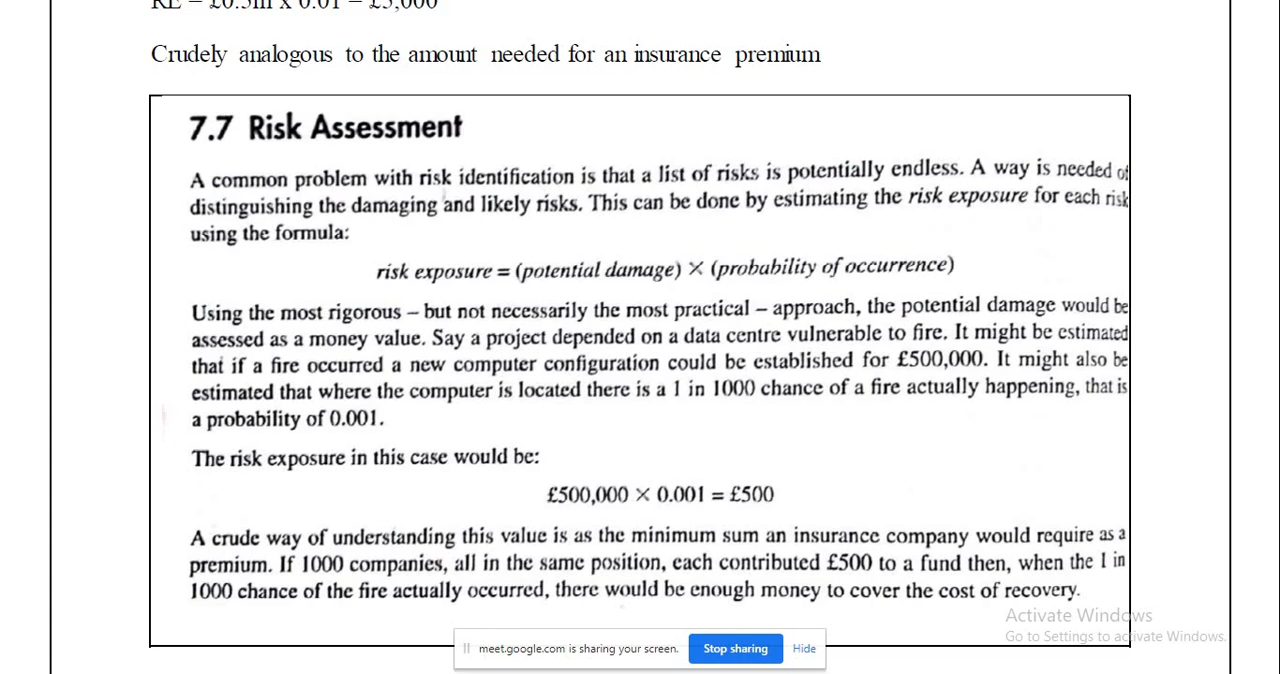 RE = £0.5m x 0.01 = £5,000
Crudely analogous to the amount needed for an insurance premium
7.7 Risk Assessment
A common problem with risk identification is that a list of risks is potentially endless. A way is needed of
distinguishing the damaging and likely risks. This can be done by estimating the risk exposure for each risk
using the formula:
risk exposure = (potential damage) × (probability of occurrence)
Using the most rigorous – but not necessarily the most practical – approach, the potential damage would be
assessed as a money value. Say a project depended on a data centre vulnerable to fire. It might be estimated
that if a fire occurred a new computer configuration could be established for £500,000. It might also be
estimated that where the computer is located there is a 1 in 1000 chance of a fire actually happening, that is
a probability of 0.001.
The risk exposure in this case would be:
£500,000 × 0.001 = £500
A crude way of understanding this value is as the minimum sum an insurance company would require as a
premium. If 1000 companies, all in the same position, each contributed £500 to a fund then, when the 1 in
1000 chance of the fire actually occurred, there would be enough money to cover the cost of recovery.
Activate Windows
Go to Settings to activate Windows.
meet.google.com is sharing your screen. Stop sharing Hide